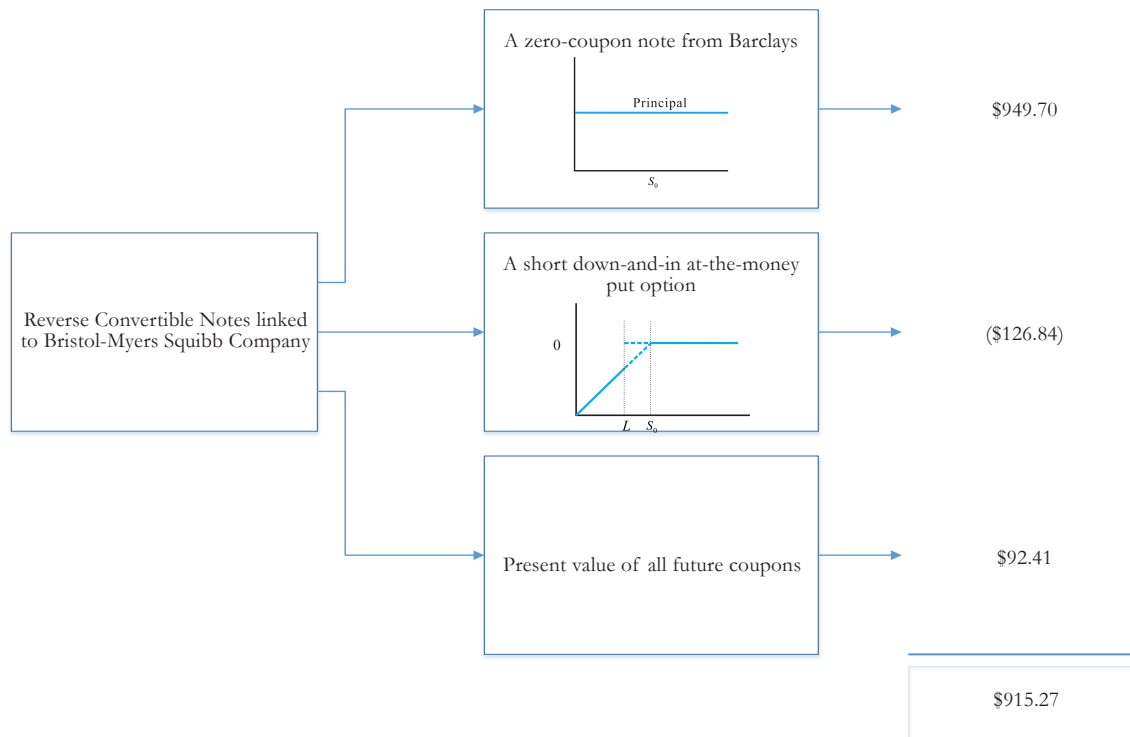 A zero-coupon note from Barclays
Principal
S₀
$949.70
Reverse Convertible Notes linked
to Bristol-Myers Squibb Company
A short down-and-in at-the-money
put option
0
L S₀
($126.84)
Present value of all future coupons
$92.41
$915.27